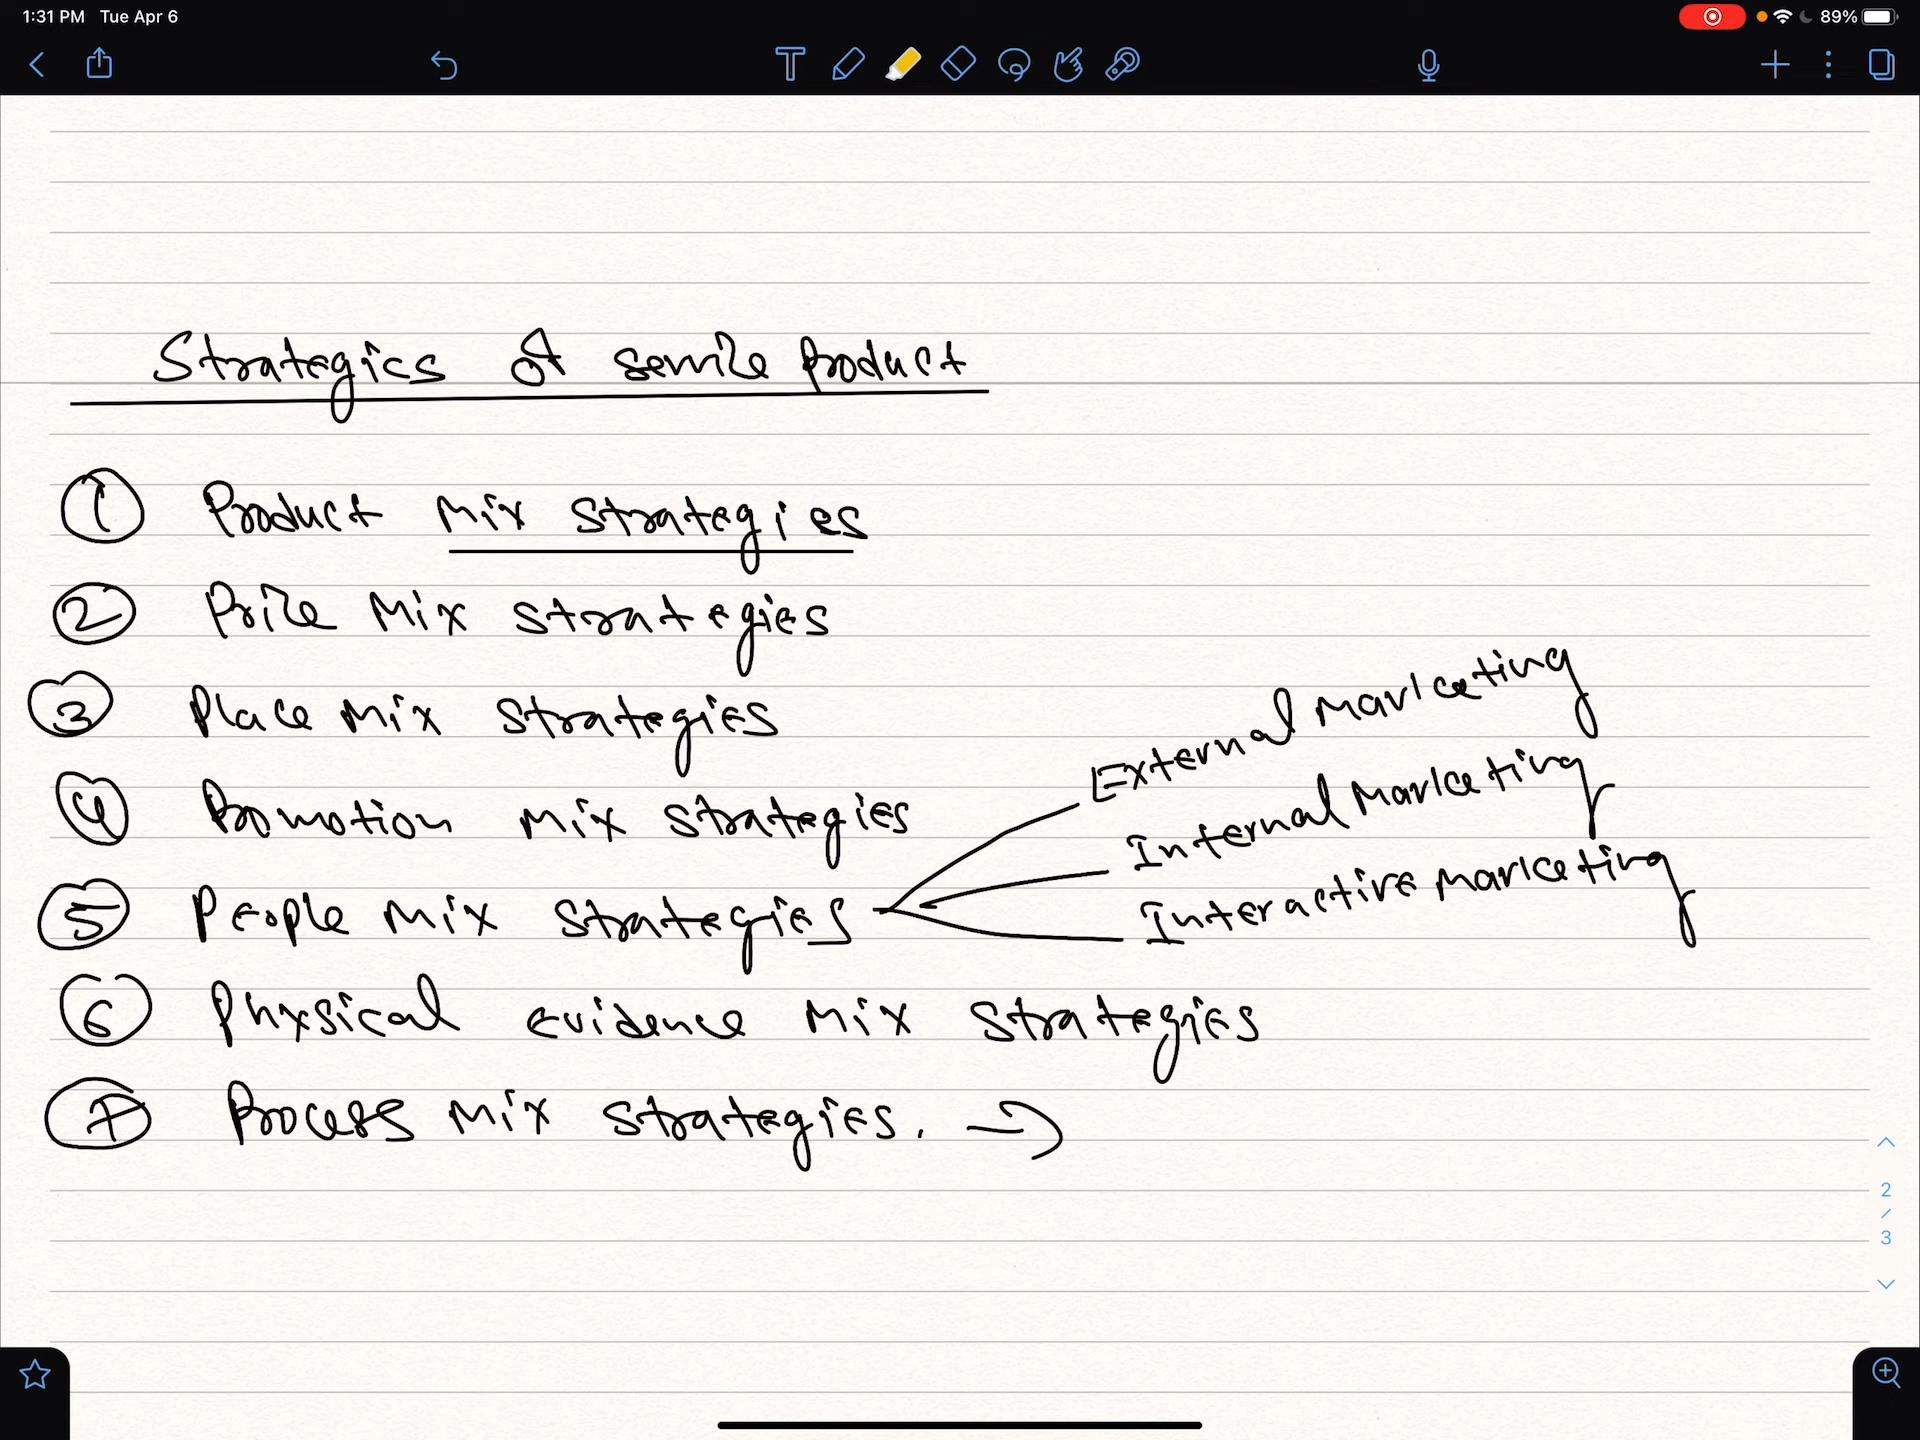 1:31 PM Tue Apr 6
89%
Strategies of service product
1 Product Mix Strategies
2 Price Mix strategies
3 Place Mix strategies
4 Promotion Mix strategies
5 People Mix strategies
External Marketing
Internal Marketing
Interactive Marketing
6 Physical Evidence Mix Strategies
7 Process Mix strategies.
2
/
3